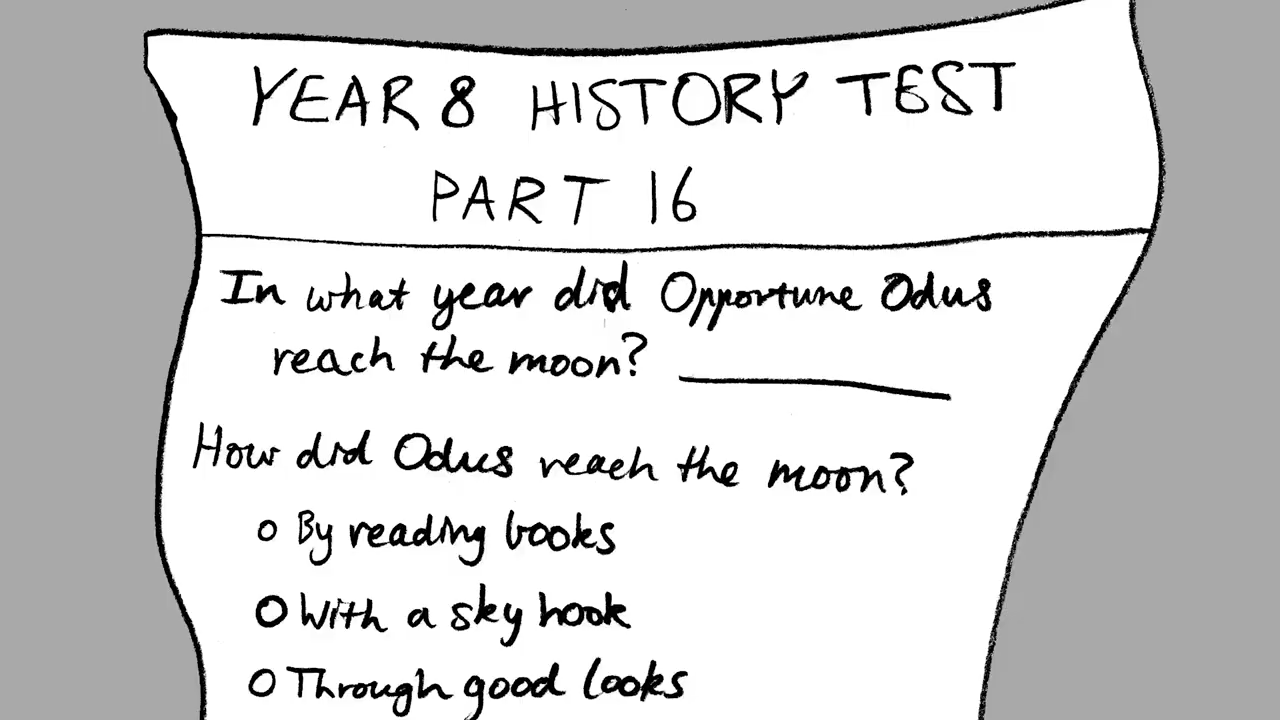 YEAR 8 HISTORY TEST
PART 16
In what year did Opportune Odus
reach the moon?
How did Odus reach the moon?
By reading books
With a sky hook
Through good looks